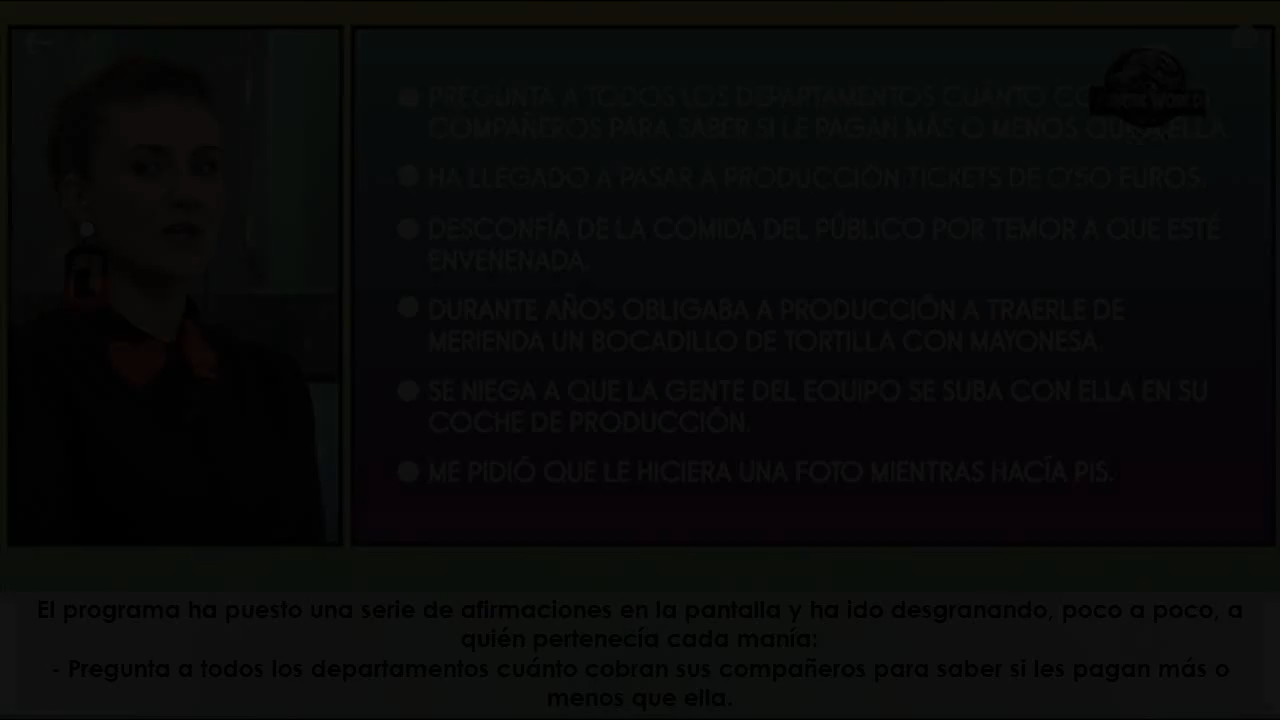 PREGUNTA A TODOS LOS DEPARTAMENTOS CUÁNTO
COMPAÑEROS PARA SABER SI LE PAGAN MÁS O MENOS QUE A ELLA.
HA LLEGADO A PASAR A PRODUCCIÓN TICKETS DE 0'50 EUROS.
DESCONFÍA DE LA COMIDA DEL PÚBLICO POR TEMOR A QUE ESTÉ
ENVENENADA.
DURANTE AÑOS OBLIGABA A PRODUCCIÓN A TRAERLE DE
MERIENDA UN BOCADILLO DE TORTILLA CON MAYONESA.
SE NIEGA A QUE LA GENTE DEL EQUIPO SE SUBA CON ELLA EN SU
COCHE DE PRODUCCIÓN.
ME PIDIÓ QUE LE HICIERA UNA FOTO MIENTRAS HACÍA PIS.
El programa ha puesto una serie de afirmaciones en la pantalla y ha ido desgranando, poco a poco, a
quién pertenecía cada manía:
- Pregunta a todos los departamentos cuánto cobran sus compañeros para saber si les pagan más o
menos que ella.